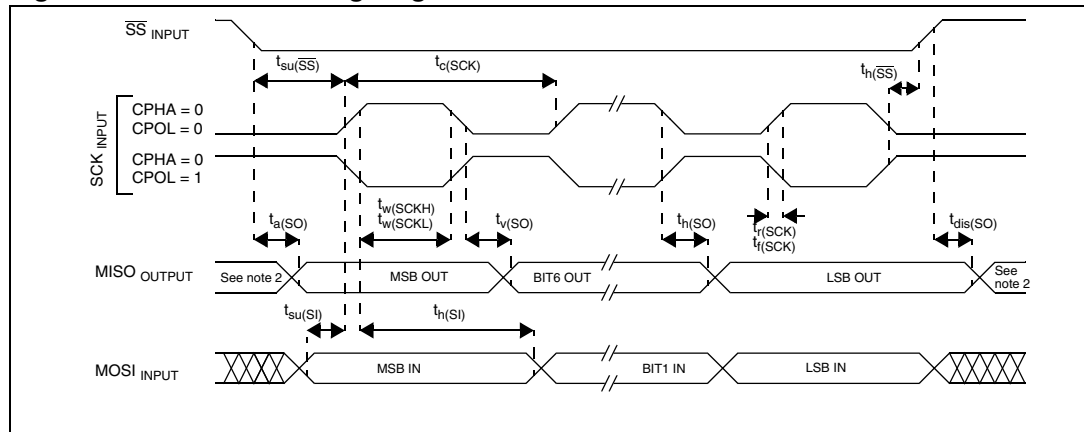 SS INPUT
tsu(SS)
tc(SCK)
th(SS)
SCK INPUT
CPHA = 0
CPOL = 0
CPHA = 0
CPOL = 1
ta(SO)
tw(SCKH)
tw(SCKL)
tv(SO)
th(SO)
tr(SCK)
tf(SCK)
tdis(SO)
MISO OUTPUT
See note 2
MSB OUT
BIT6 OUT
LSB OUT
See
note 2
tsu(SI)
th(SI)
MOSI INPUT
MSB IN
BIT1 IN
LSB IN